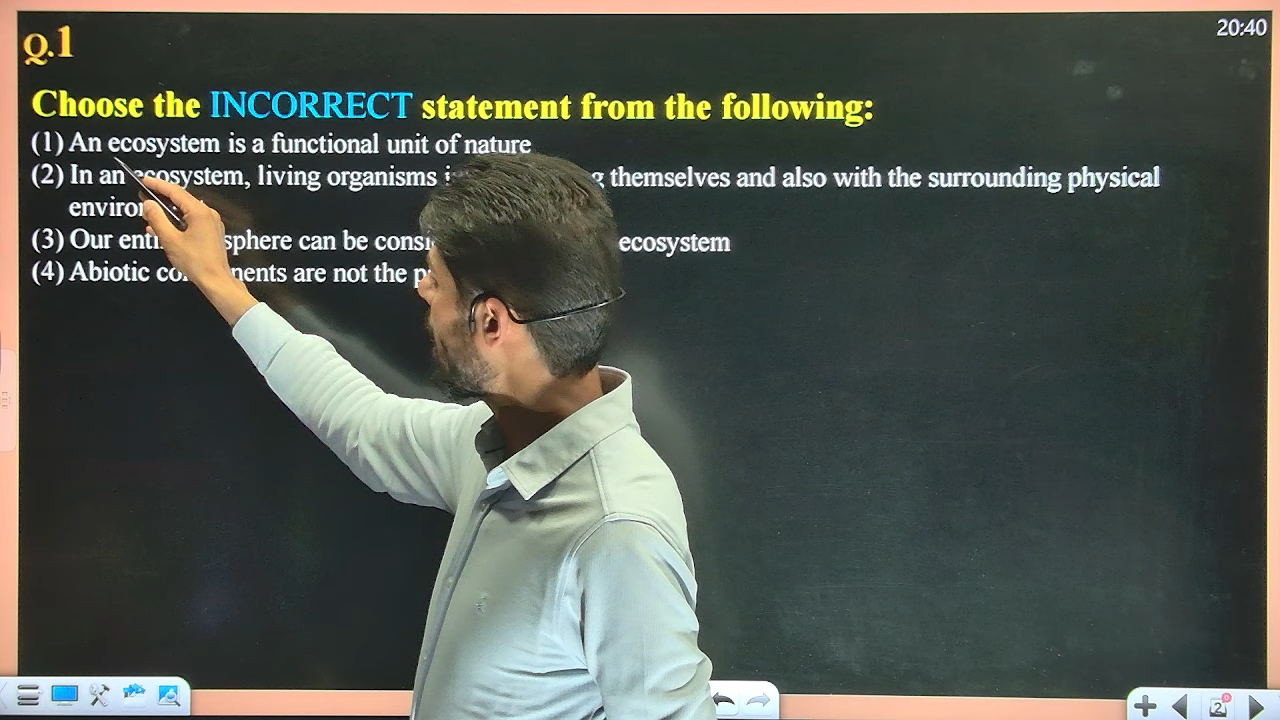 20:40
Q.1
Choose the INCORRECT statement from the following:
(1) An ecosystem is a functional unit of nature
(2) In an ecosystem, living organisms themselves and also with the surrounding physical
(3) Our can be ecosystem
(4) Abiotic are not the
2